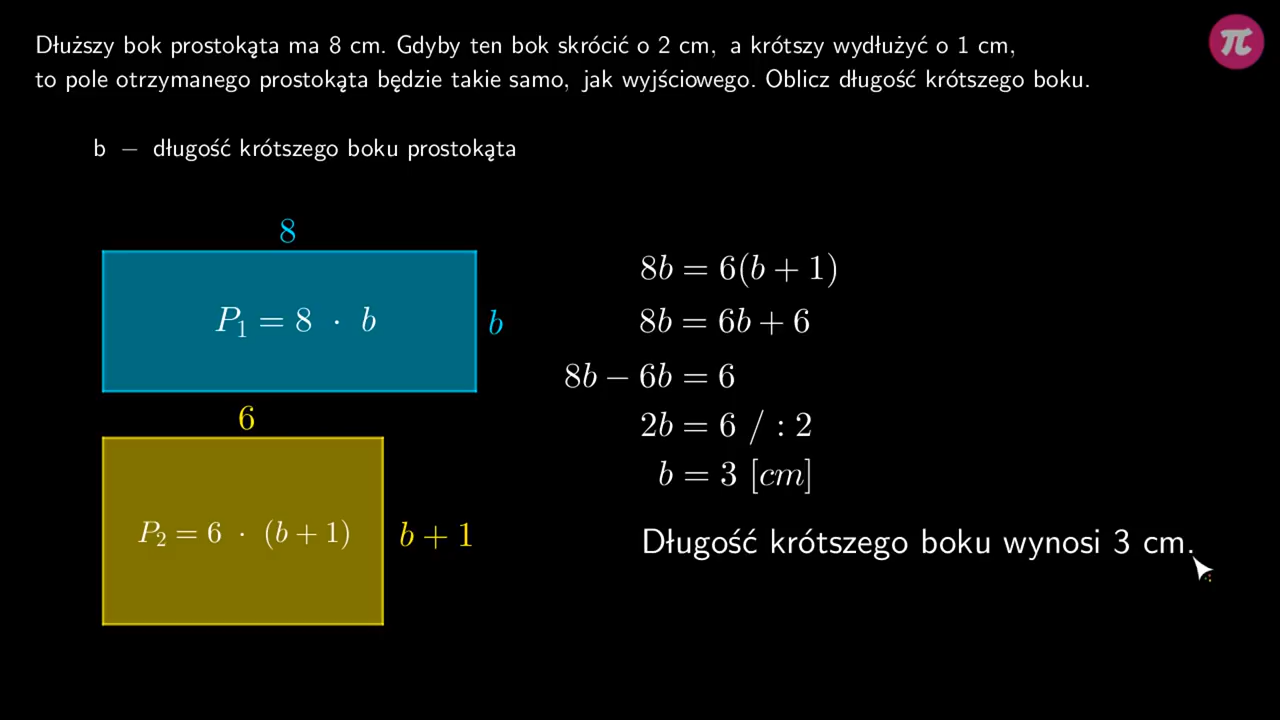 Dłuższy bok prostokąta ma 8 cm. Gdyby ten bok skrócić o 2 cm, a krótszy wydłużyć o 1 cm,
to pole otrzymanego prostokąta będzie takie samo, jak wyjściowego. Oblicz długość krótszego boku.
π
b – długość krótszego boku prostokąta
8
P₁ = 8 · b
b
6
P₂ = 6 · (b + 1)
b + 1
8b = 6(b + 1)
8b = 6b + 6
8b − 6b = 6
2b = 6 / : 2
b = 3 [cm]
Długość krótszego boku wynosi 3 cm.